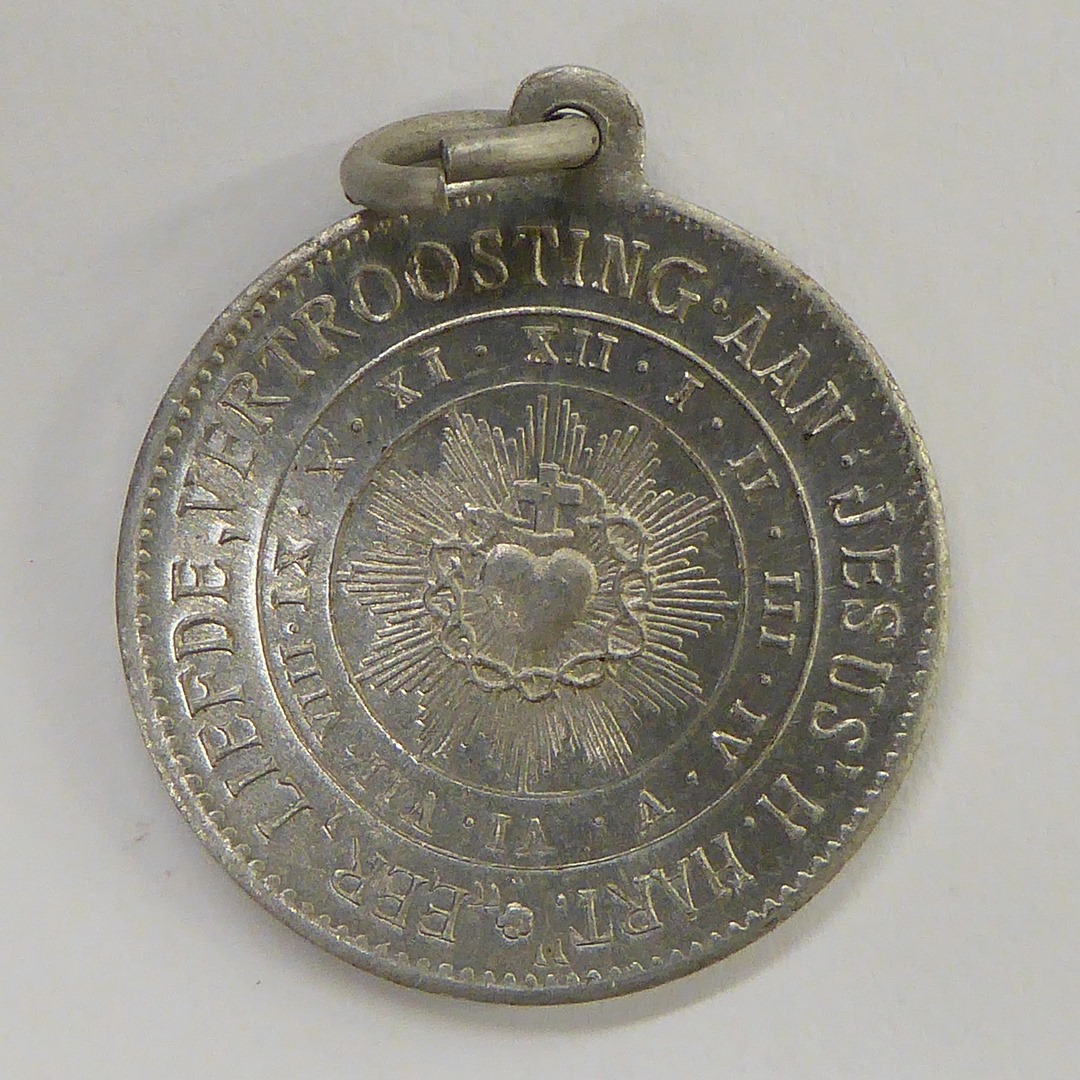 „EER, LIEFDE, VERTROOSTING·AAN·JESUS' H. HART."
XII · I · II · III · IV · V · VI · VII · VIII · IX · X · XI ·